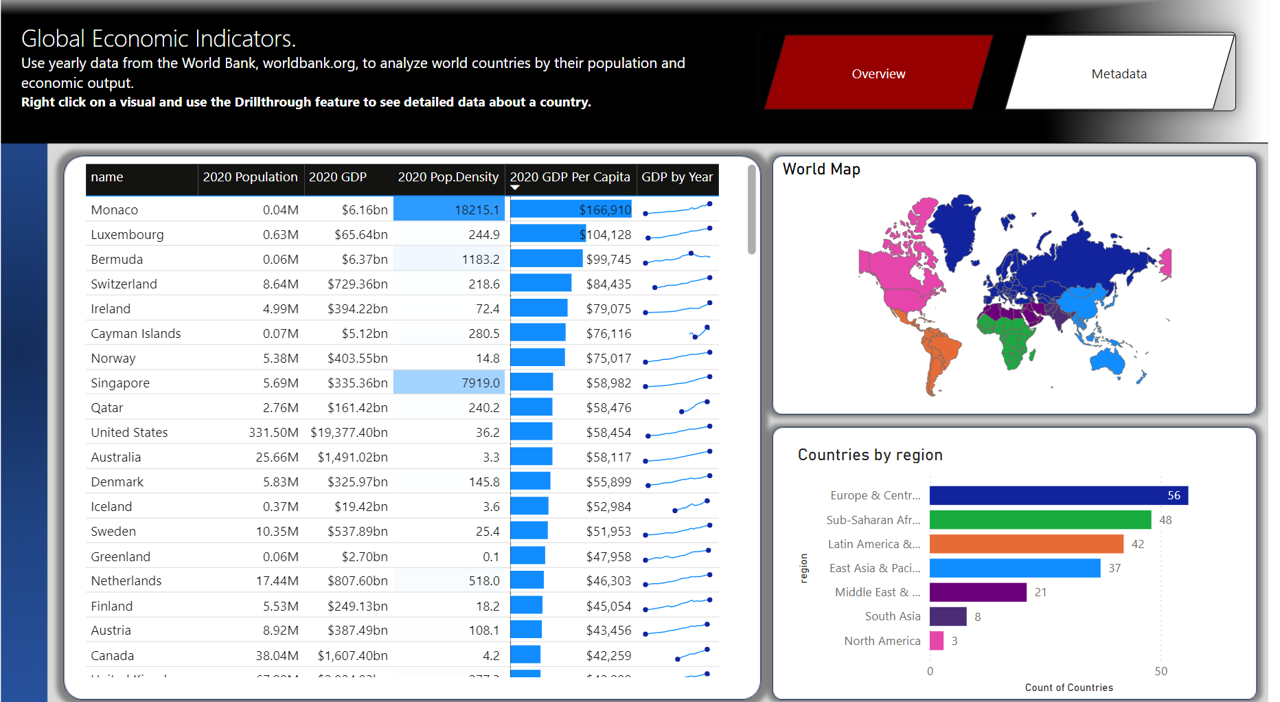 Global Economic Indicators.
Use yearly data from the World Bank, worldbank.org, to analyze world countries by their population and
economic output.
Right click on a visual and use the Drillthrough feature to see detailed data about a country.
Overview
Metadata
name 2020 Population 2020 GDP 2020 Pop.Density 2020 GDP Per Capita GDP by Year
Monaco 0.04M $6.16bn 18215.1 $166,910
Luxembourg 0.63M $65.64bn 244.9 $104,128
Bermuda 0.06M $6.37bn 1183.2 $99,745
Switzerland 8.64M $729.36bn 218.6 $84,435
Ireland 4.99M $394.22bn 72.4 $79,075
Cayman Islands 0.07M $5.12bn 280.5 $76,116
Norway 5.38M $403.55bn 14.8 $75,017
Singapore 5.69M $335.36bn 7919.0 $58,982
Qatar 2.76M $161.42bn 240.2 $58,476
United States 331.50M $19,377.40bn 36.2 $58,454
Australia 25.66M $1,491.02bn 3.3 $58,117
Denmark 5.83M $325.97bn 145.8 $55,899
Iceland 0.37M $19.42bn 3.6 $52,984
Sweden 10.35M $537.89bn 25.4 $51,953
Greenland 0.06M $2.70bn 0.1 $47,958
Netherlands 17.44M $807.60bn 518.0 $46,303
Finland 5.53M $249.13bn 18.2 $45,054
Austria 8.92M $387.49bn 108.1 $43,456
Canada 38.04M $1,607.40bn 4.2 $42,259
World Map
Countries by region
region
Europe & Centr... 56
Sub-Saharan Afr... 48
Latin America &... 42
East Asia & Paci... 37
Middle East & ... 21
South Asia 8
North America 3
0 50
Count of Countries